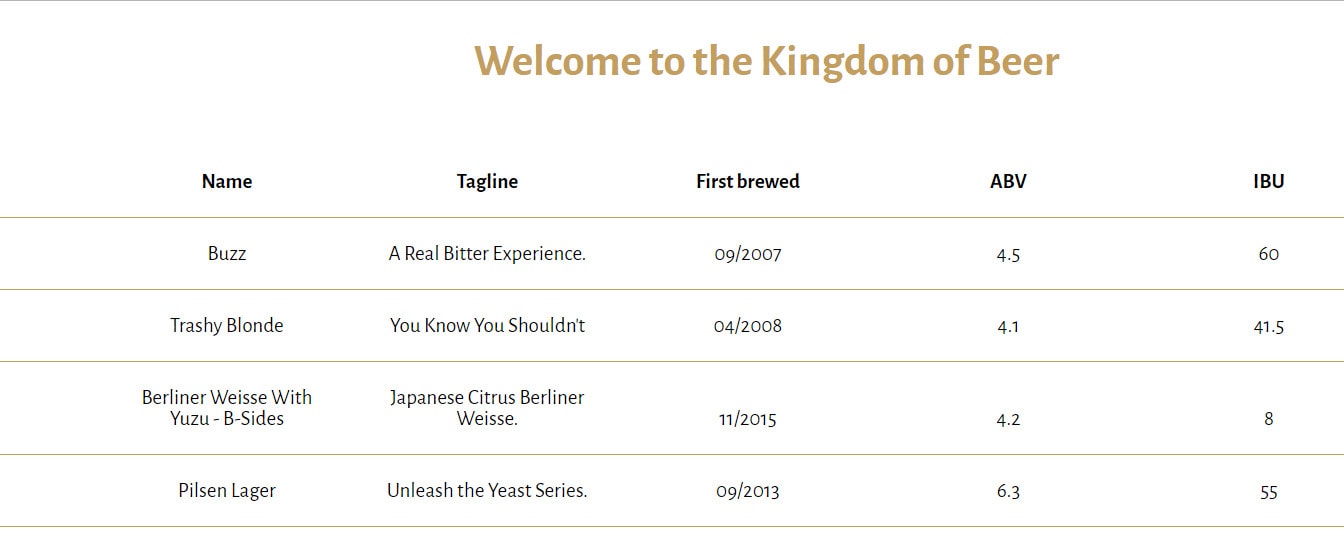 Welcome to the Kingdom of Beer
Name Tagline First brewed ABV IBU
Buzz A Real Bitter Experience. 09/2007 4.5 60
Trashy Blonde You Know You Shouldn't 04/2008 4.1 41.5
Berliner Weisse With Japanese Citrus Berliner
Yuzu - B-Sides Weisse. 11/2015 4.2 8
Pilsen Lager Unleash the Yeast Series. 09/2013 6.3 55